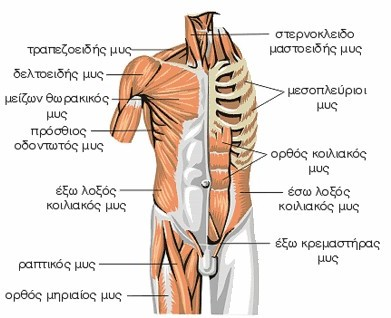 τραπεζοειδής μυς
δελτοειδής μυς
μείζων θωρακικός
μυς
πρόσθιος
οδοντωτός μυς
έξω λοξός
κοιλιακός μυς
ραπτικός μυς
ορθός μηριαίος μυς
στερνοκλειδο
μαστοειδής μυς
μεσοπλεύριοι
μυς
ορθός κοιλιακός
μυς
έσω λοξός
κοιλιακός μυς
έξω κρεμαστήρας
μυς